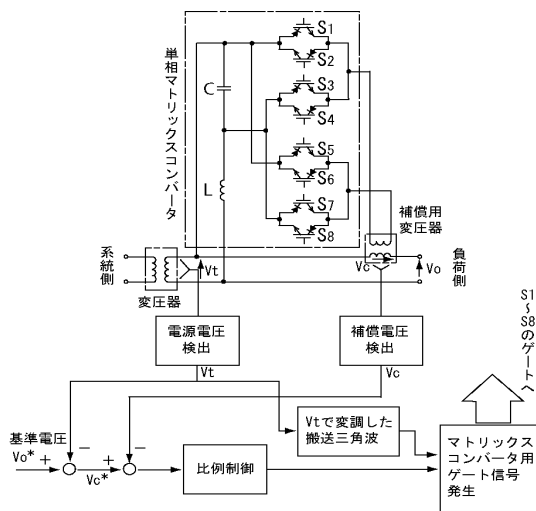 単相マトリックスコンバータ
C
L
S1
S2
S3
S4
S5
S6
S7
S8
系統側
変圧器
Vt
補償用
変圧器
Vc
Vo
負荷側
電源電圧
検出
Vt
補償電圧
検出
Vc
S1~S8のゲートへ
基準電圧
Vo*
+
−
+
−
Vc*
比例制御
Vtで変調した
搬送三角波
マトリックス
コンバータ用
ゲート信号
発生